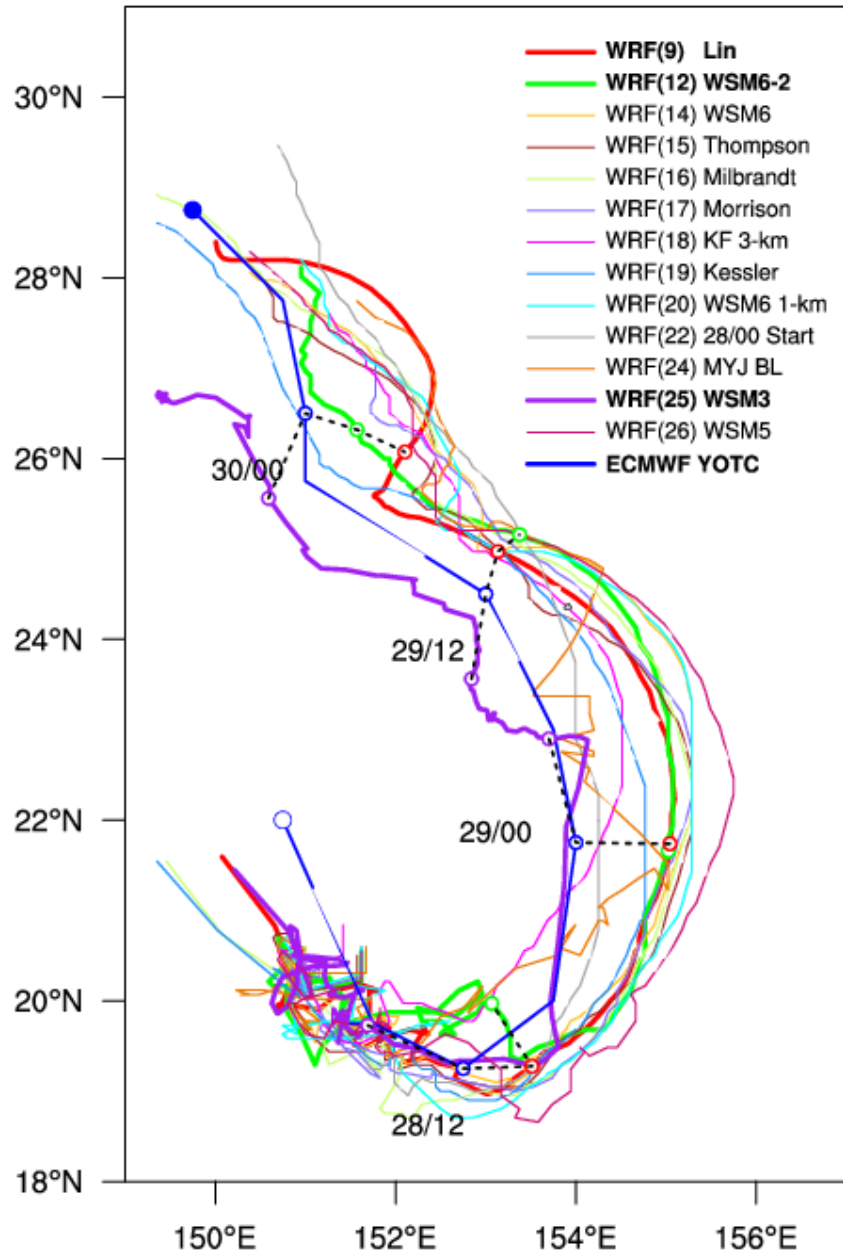 30°N
28°N
26°N
24°N
22°N
20°N
18°N
150°E 152°E 154°E 156°E
WRF(9) Lin
WRF(12) WSM6-2
WRF(14) WSM6
WRF(15) Thompson
WRF(16) Milbrandt
WRF(17) Morrison
WRF(18) KF 3-km
WRF(19) Kessler
WRF(20) WSM6 1-km
WRF(22) 28/00 Start
WRF(24) MYJ BL
WRF(25) WSM3
WRF(26) WSM5
ECMWF YOTC
30/00
29/12
29/00
28/12